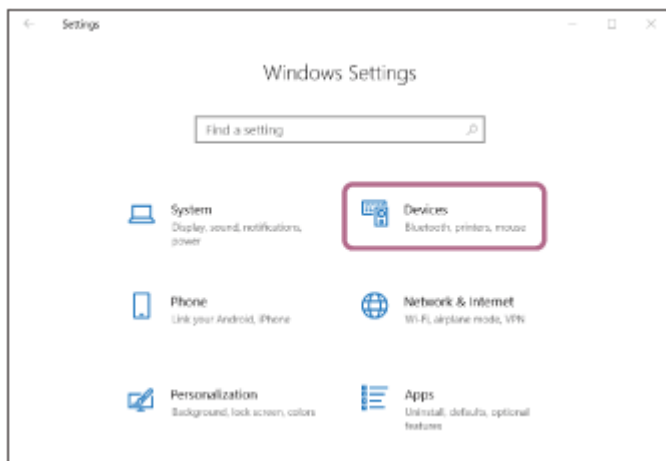 Settings
Windows Settings
Find a setting
System
Display, sound, notifications,
power
Devices
Bluetooth, printers, mouse
Phone
Link your Android, iPhone
Network & Internet
Wi-Fi, airplane mode, VPN
Personalization
Background, lock screen, colors
Apps
Uninstall, defaults, optional
features